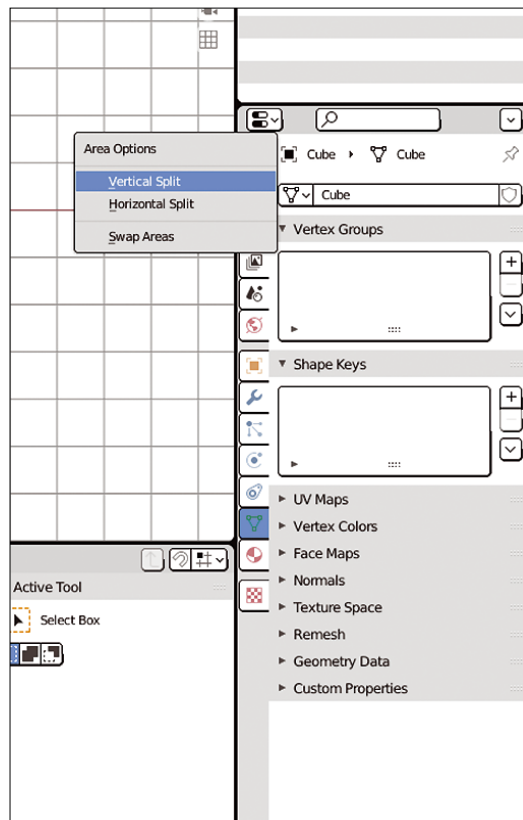 Area Options
Vertical Split
Horizontal Split
Swap Areas
Cube Cube
Cube
Vertex Groups
Shape Keys
UV Maps
Vertex Colors
Face Maps
Normals
Texture Space
Remesh
Geometry Data
Custom Properties
Active Tool
Select Box